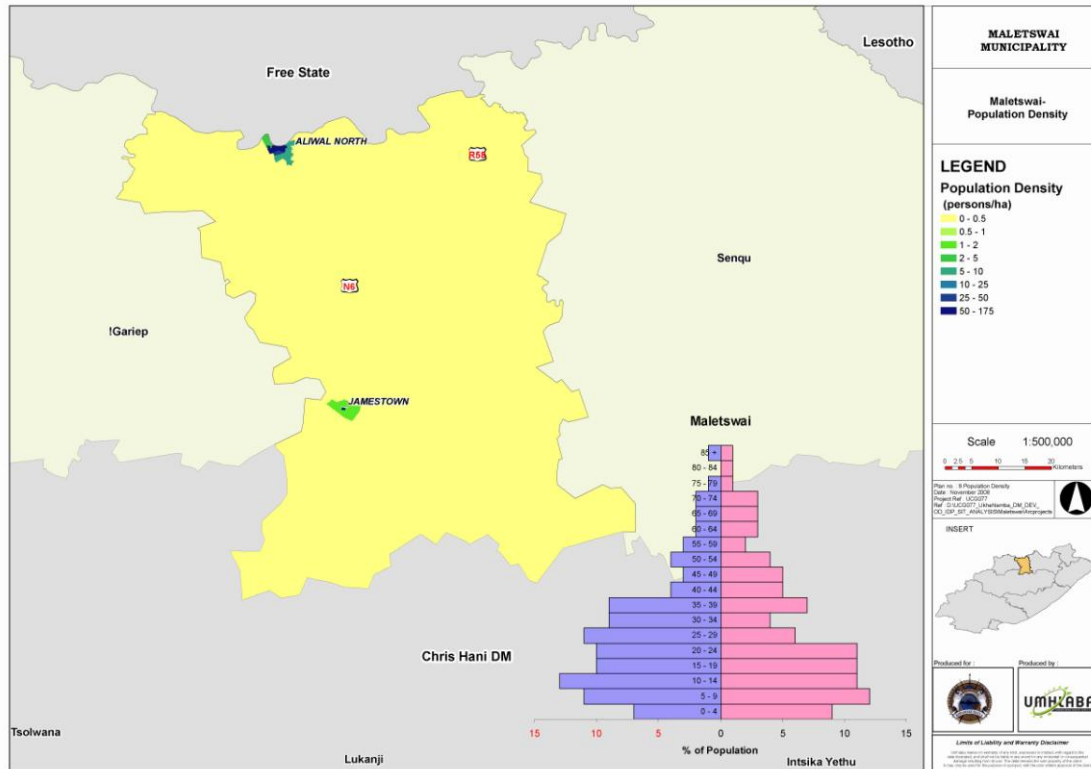 Free State
Lesotho
ALIWAL NORTH
R58
Senqu
N6
!Gariep
JAMESTOWN
Maletswai
85 +
80 - 84
75 - 79
70 - 74
65 - 69
60 - 64
55 - 59
50 - 54
45 - 49
40 - 44
35 - 39
30 - 34
25 - 29
20 - 24
15 - 19
10 - 14
5 - 9
0 - 4
15 10 5 0 5 10 15
% of Population
Chris Hani DM
Tsolwana
Lukanji
Intsika Yethu
MALETSWAI
MUNICIPALITY
Maletswai-
Population Density
LEGEND
Population Density
(persons/ha)
0 - 0.5
0.5 - 1
1 - 2
2 - 5
5 - 10
10 - 25
25 - 50
50 - 175
Scale 1:500,000
0 2.5 5 10 15 20
Kilometers
Plan no. : 9 Population Density
Project Ref : UCG077
INSERT
Produced for :
Produced by :
UMHLABA
Limits of Liability and Warranty Disclaimer